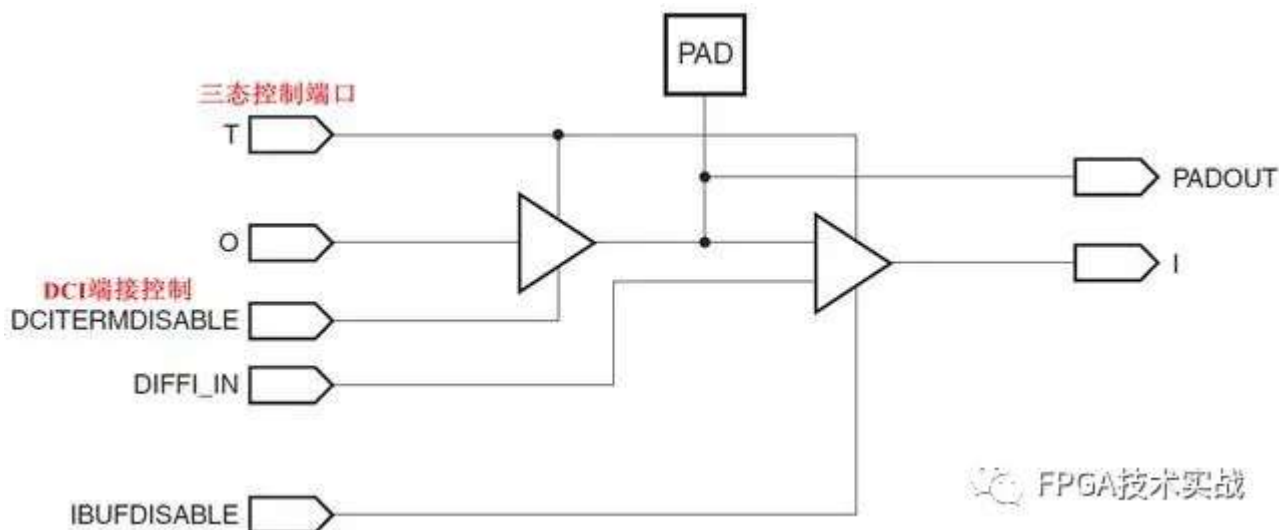 PAD
三态控制端口
T
PADOUT
O
I
DCI端接控制
DCITERMDISABLE
DIFFI_IN
IBUFDISABLE
FPGA技术实战